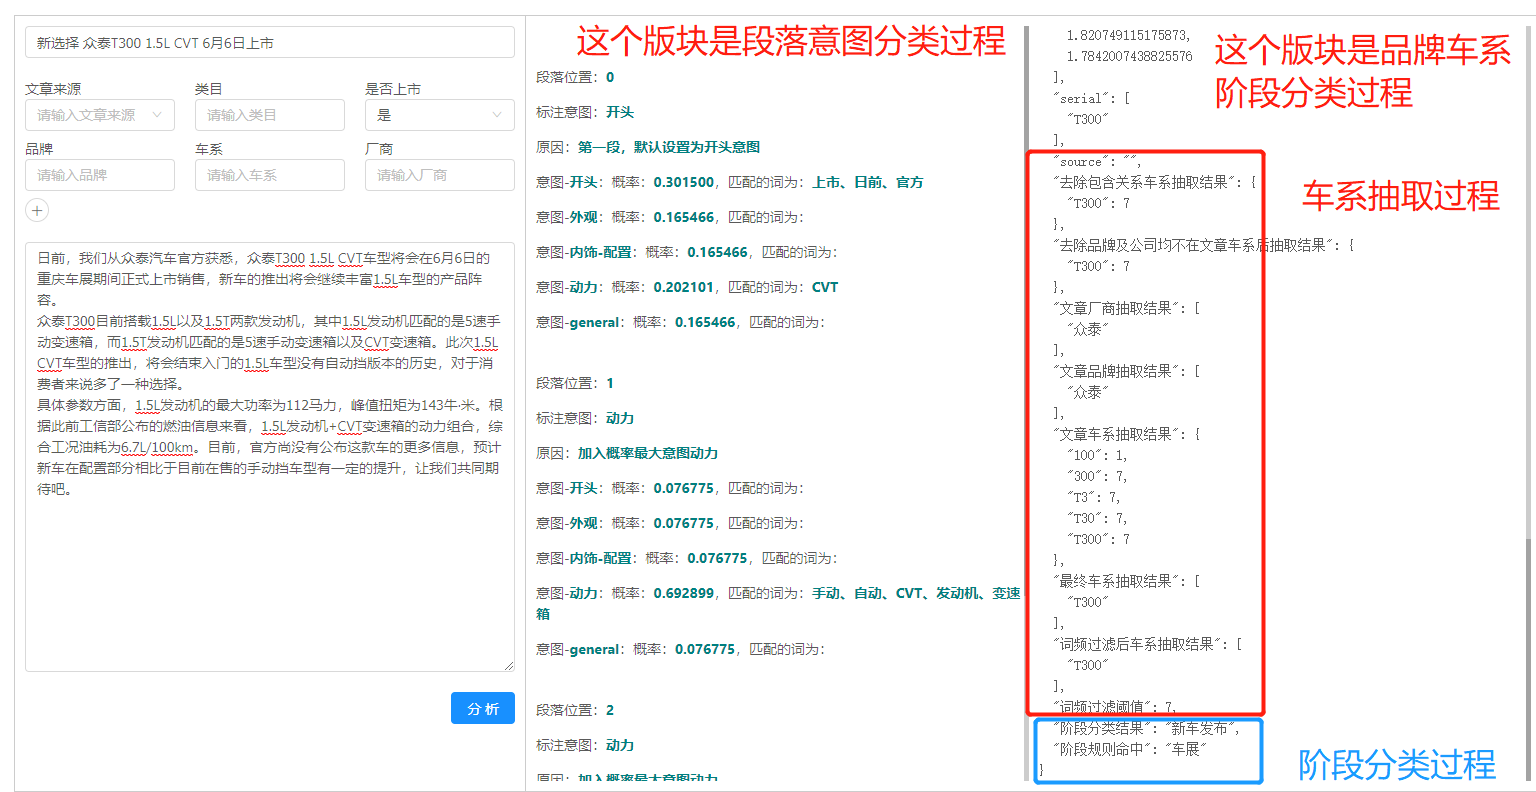 新选择 众泰T300 1.5L CVT 6月6日上市
文章来源
类目
是否上市
请输入文章来源
请输入类目
是
品牌
车系
厂商
请输入品牌
请输入车系
请输入厂商
日前，我们从众泰汽车官方获悉，众泰T300 1.5L CVT车型将会在6月6日的
重庆车展期间正式上市销售，新车的推出将会继续丰富1.5L车型的产品阵
容。
众泰T300目前搭载1.5L以及1.5T两款发动机，其中1.5L发动机匹配的是5速手
动变速箱，而1.5T发动机匹配的是5速手动变速箱以及CVT变速箱。此次1.5L
CVT车型的推出，将会结束入门的1.5L车型没有自动挡版本的历史，对于消
费者来说多了一种选择。
具体参数方面，1.5L发动机的最大功率为112马力，峰值扭矩为143牛·米。根
据此前工信部公布的燃油信息来看，1.5L发动机+CVT变速箱的动力组合，综
合工况油耗为6.7L/100km。目前，官方尚没有公布这款车的更多信息，预计
新车在配置部分相比于目前在售的手动挡车型有一定的提升，让我们共同期
待吧。
分 析
这个版块是段落意图分类过程
段落位置：0
标注意图：开头
原因：第一段，默认设置为开头意图
意图-开头：概率：0.301500，匹配的词为：上市、日前、官方
意图-外观：概率：0.165466，匹配的词为：
意图-内饰-配置：概率：0.165466，匹配的词为：
意图-动力：概率：0.202101，匹配的词为：CVT
意图-general：概率：0.165466，匹配的词为：
段落位置：1
标注意图：动力
原因：加入概率最大意图动力
意图-开头：概率：0.076775，匹配的词为：
意图-外观：概率：0.076775，匹配的词为：
意图-内饰-配置：概率：0.076775，匹配的词为：
意图-动力：概率：0.692899，匹配的词为：手动、自动、CVT、发动机、变速
箱
意图-general：概率：0.076775，匹配的词为：
段落位置：2
标注意图：动力
原因：加入概率最大意图动力
1.820749115175873,
1.7842007438825576
],
"serial": [
"T300"
],
"source": "",
"去除包含关系车系抽取结果": {
"T300": 7
},
"去除品牌及公司均不在文章车系后抽取结果": {
"T300": 7
},
"文章厂商抽取结果": [
"众泰"
],
"文章品牌抽取结果": [
"众泰"
],
"文章车系抽取结果": {
"100": 1,
"300": 7,
"T3": 7,
"T30": 7,
"T300": 7
},
"最终车系抽取结果": [
"T300"
],
"词频过滤后车系抽取结果": [
"T300"
],
"词频过滤阈值": 7,
"阶段分类结果": "新车发布",
"阶段规则命中": "车展"
}
这个版块是品牌车系
阶段分类过程
车系抽取过程
阶段分类过程